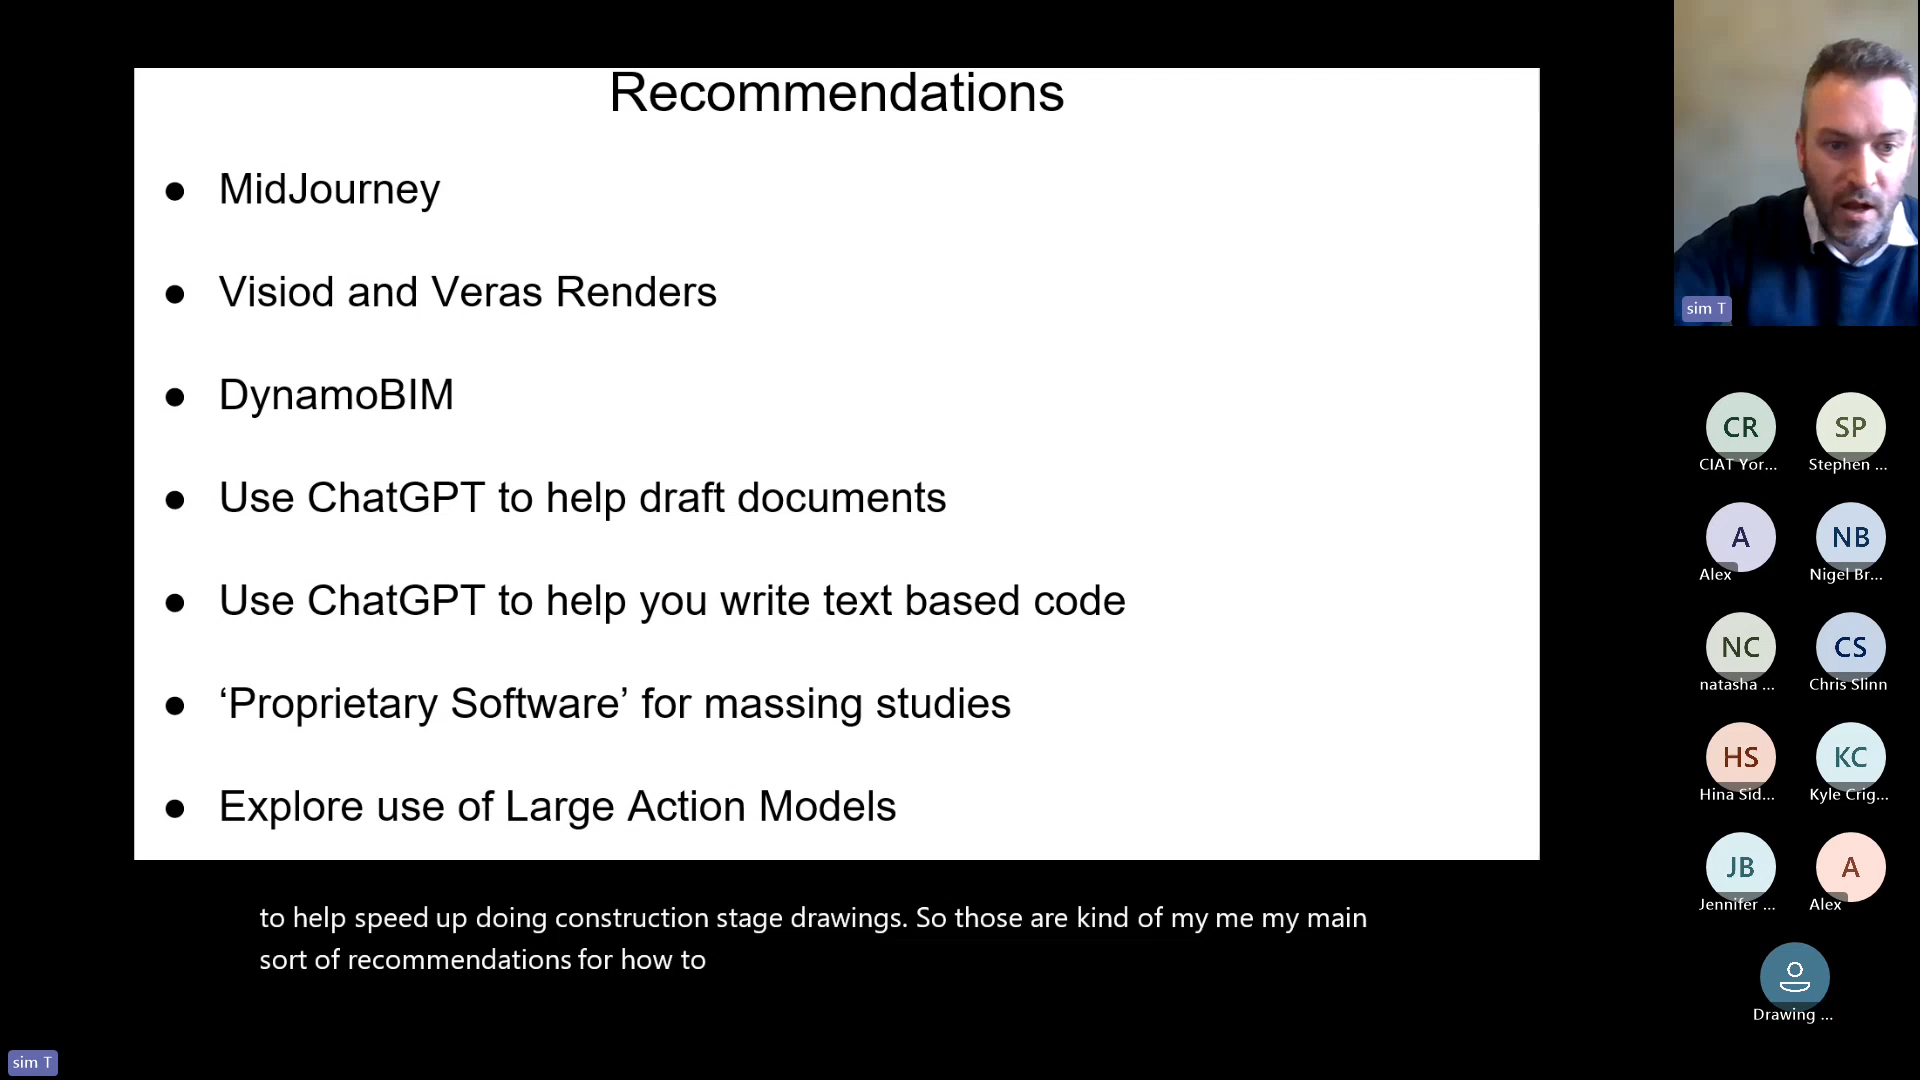 Recommendations
● MidJourney
● Visiod and Veras Renders
● DynamoBIM
● Use ChatGPT to help draft documents
● Use ChatGPT to help you write text based code
● ‘Proprietary Software’ for massing studies
● Explore use of Large Action Models
to help speed up doing construction stage drawings. So those are kind of my me my main
sort of recommendations for how to
sim T
sim T
CR
CIAT Yor...
SP
Stephen ...
A
Alex
NB
Nigel Br...
NC
natasha ...
CS
Chris Slinn
HS
Hina Sid...
KC
Kyle Crig...
JB
Jennifer ...
A
Alex
Drawing ...